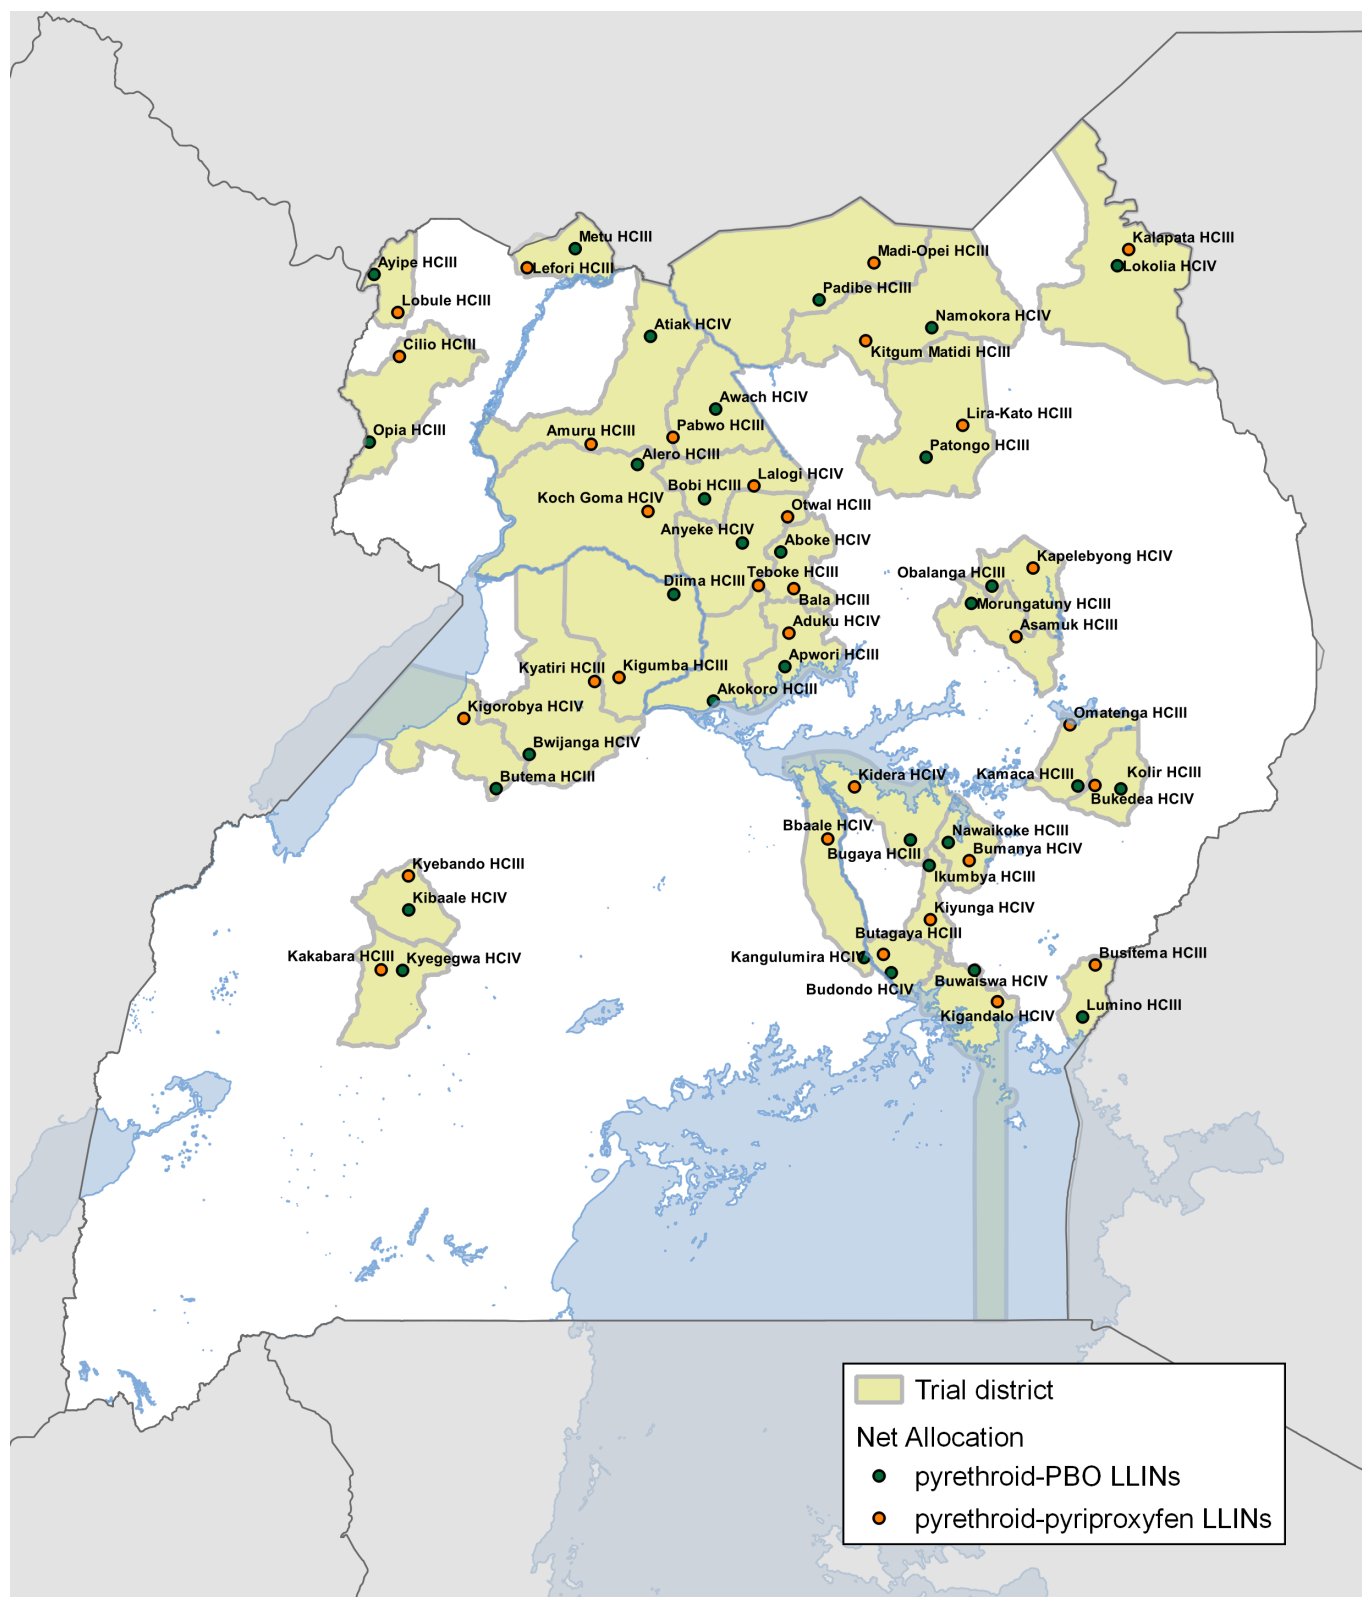 Metu HCIII
Kalapata HCIII
Madi-Opei HCIII
Ayipe HCIII
Lefori HCIII
Lokolia HCIV
Padibe HCIII
Lobule HCIII
Namokora HCIV
Atiak HCIV
Cilio HCIII
Kitgum Matidi HCIII
Awach HCIV
Lira-Kato HCIII
Pabwo HCIII
Opia HCIII
Amuru HCIII
Patongo HCIII
Alero HCIII
Lalogi HCIV
Bobi HCIII
Koch Goma HCIV
Otwal HCIII
Anyeke HCIV
Aboke HCIV
Kapelebyong HCIV
Obalanga HCIII
Teboke HCIII
Diima HCIII
Bala HCIII
Morungatuny HCIII
Aduku HCIV
Asamuk HCIII
Apwori HCIII
Kyatiri HCIII
Kigumba HCIII
Akokoro HCIII
Kigorobya HCIV
Omatenga HCIII
Bwijanga HCIV
Butema HCIII
Kidera HCIV
Kamaca HCIII
Kolir HCIII
Bukedea HCIV
Bbaale HCIV
Nawaikoke HCIII
Bugaya HCIII
Bumanya HCIV
Kyebando HCIII
Ikumbya HCIII
Kibaale HCIV
Kiyunga HCIV
Butagaya HCIII
Kakabara HCIII
Kyegegwa HCIV
Kangulumira HCIV
Busitema HCIII
Buwaiswa HCIV
Budondo HCIV
Lumino HCIII
Kigandalo HCIV
Trial district
Net Allocation
pyrethroid-PBO LLINs
pyrethroid-pyriproxyfen LLINs